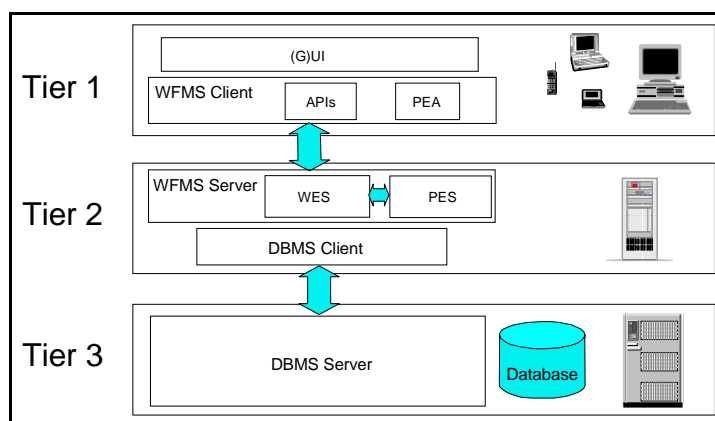 Tier 1
(G)UI
WFMS Client
APIs
PEA
Tier 2
WFMS Server
WES
PES
DBMS Client
Tier 3
DBMS Server
Database